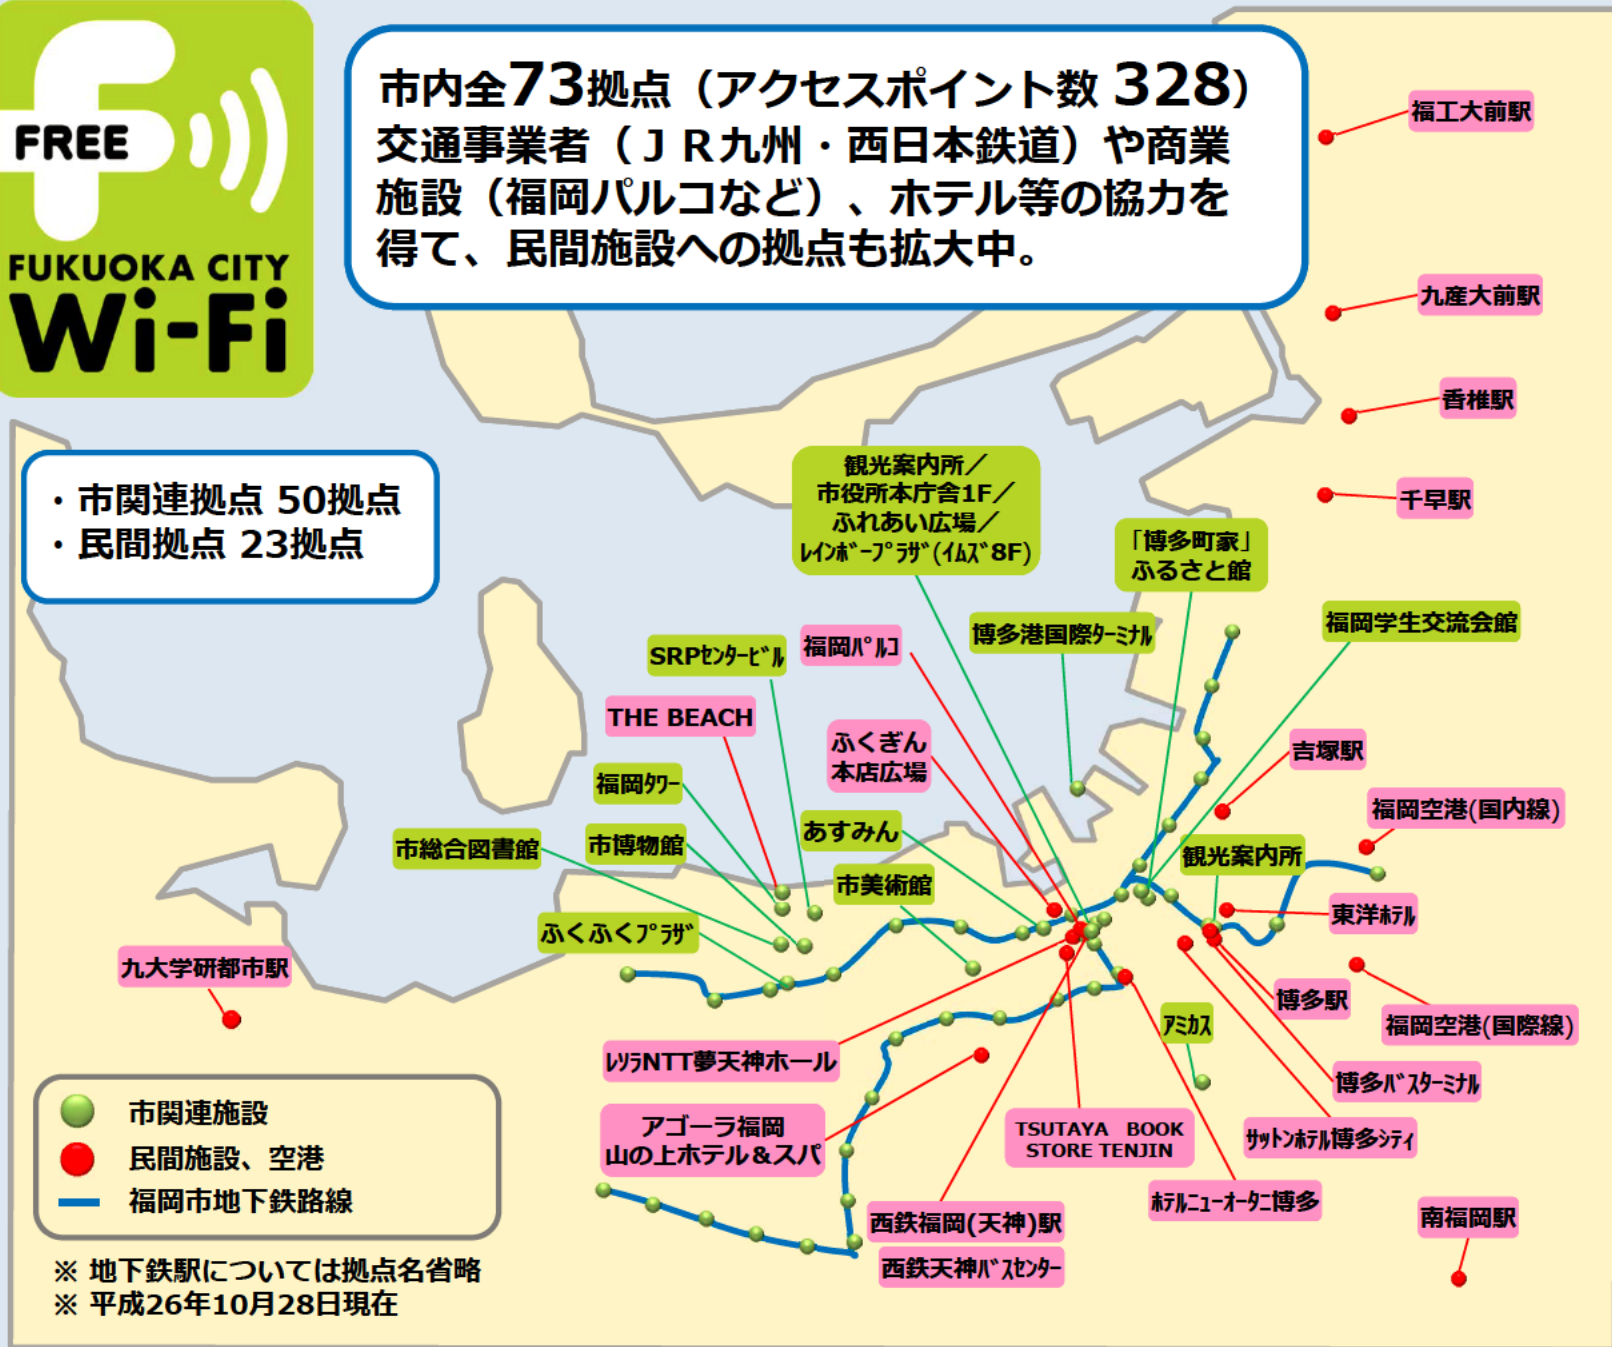 FREE
FUKUOKA CITY
Wi-Fi
市内全73拠点（アクセスポイント数 328）
交通事業者（ＪＲ九州・西日本鉄道）や商業
施設（福岡パルコなど）、ホテル等の協力を
得て、民間施設への拠点も拡大中。
・市関連拠点 50拠点
・民間拠点 23拠点
福工大前駅
九産大前駅
香椎駅
千早駅
観光案内所／
市役所本庁舎1F／
ふれあい広場／
ﾚｲﾝﾎﾞｰﾌﾟﾗｻﾞ(ｲﾑｽﾞ8F)
「博多町家」
ふるさと館
博多港国際ﾀｰﾐﾅﾙ
福岡学生交流会館
SRPｾﾝﾀｰﾋﾞﾙ
福岡ﾊﾟﾙｺ
THE BEACH
ふくぎん
本店広場
吉塚駅
福岡ﾀﾜｰ
福岡空港(国内線)
市総合図書館
市博物館
あすみん
観光案内所
市美術館
東洋ﾎﾃﾙ
ふくふくﾌﾟﾗｻﾞ
九大学研都市駅
博多駅
福岡空港(国際線)
ｱﾐｶｽ
ﾚｿﾗNTT夢天神ホール
博多ﾊﾞｽﾀｰﾐﾅﾙ
アゴーラ福岡
山の上ホテル＆スパ
TSUTAYA　BOOK
STORE TENJIN
ｻｯﾄﾝﾎﾃﾙ博多ｼﾃｨ
ﾎﾃﾙﾆｭｰｵｰﾀﾆ博多
西鉄福岡(天神)駅
西鉄天神ﾊﾞｽｾﾝﾀｰ
南福岡駅
市関連施設
民間施設、空港
福岡市地下鉄路線
※ 地下鉄駅については拠点名省略
※ 平成26年10月28日現在